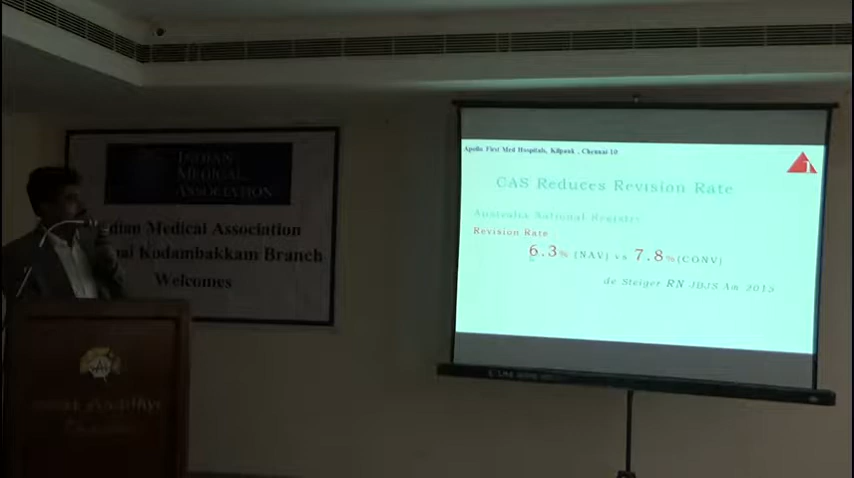 INDIAN
MEDICAL
ASSOCIATION
Indian Medical Association
Kodambakkam Branch
Welcomes
Apollo First Med Hospitals, Kilpauk , Chennai 10
CAS Reduces Revision Rate
Australia National Registry
Revision Rate
6.3% (NAV) vs 7.8% (CONV)
de Steiger RN JBJS Am 2015